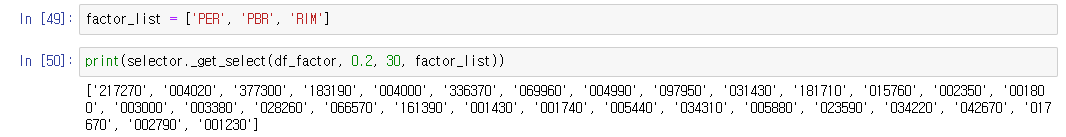 In [49]: factor_list = ['PER', 'PBR', 'RIM']
In [50]: print(selector._get_select(df_factor, 0.2, 30, factor_list))
['217270', '004020', '377300', '183190', '004000', '336370', '069960', '004990', '097950', '031430', '181710', '015760', '002350', '00180
0', '003000', '003380', '028260', '066570', '161390', '001430', '001740', '005440', '034310', '005880', '023590', '034220', '042670', '017
670', '002790', '001230']